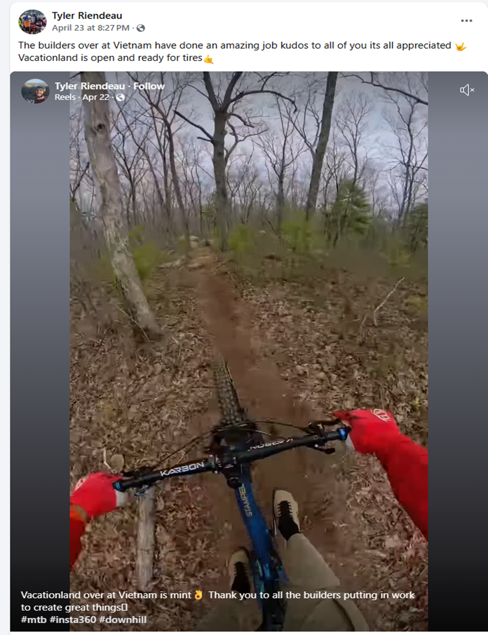 Tyler Riendeau
April 23 at 8:27 PM ·
The builders over at Vietnam have done an amazing job kudos to all of you its all appreciated 🤟
Vacationland is open and ready for tires🤙
Tyler Riendeau · Follow
Reels · Apr 22 ·
KARBON
STAMPS
Vacationland over at Vietnam is mint👌 Thank you to all the builders putting in work
to create great things▯
#mtb #insta360 #downhill